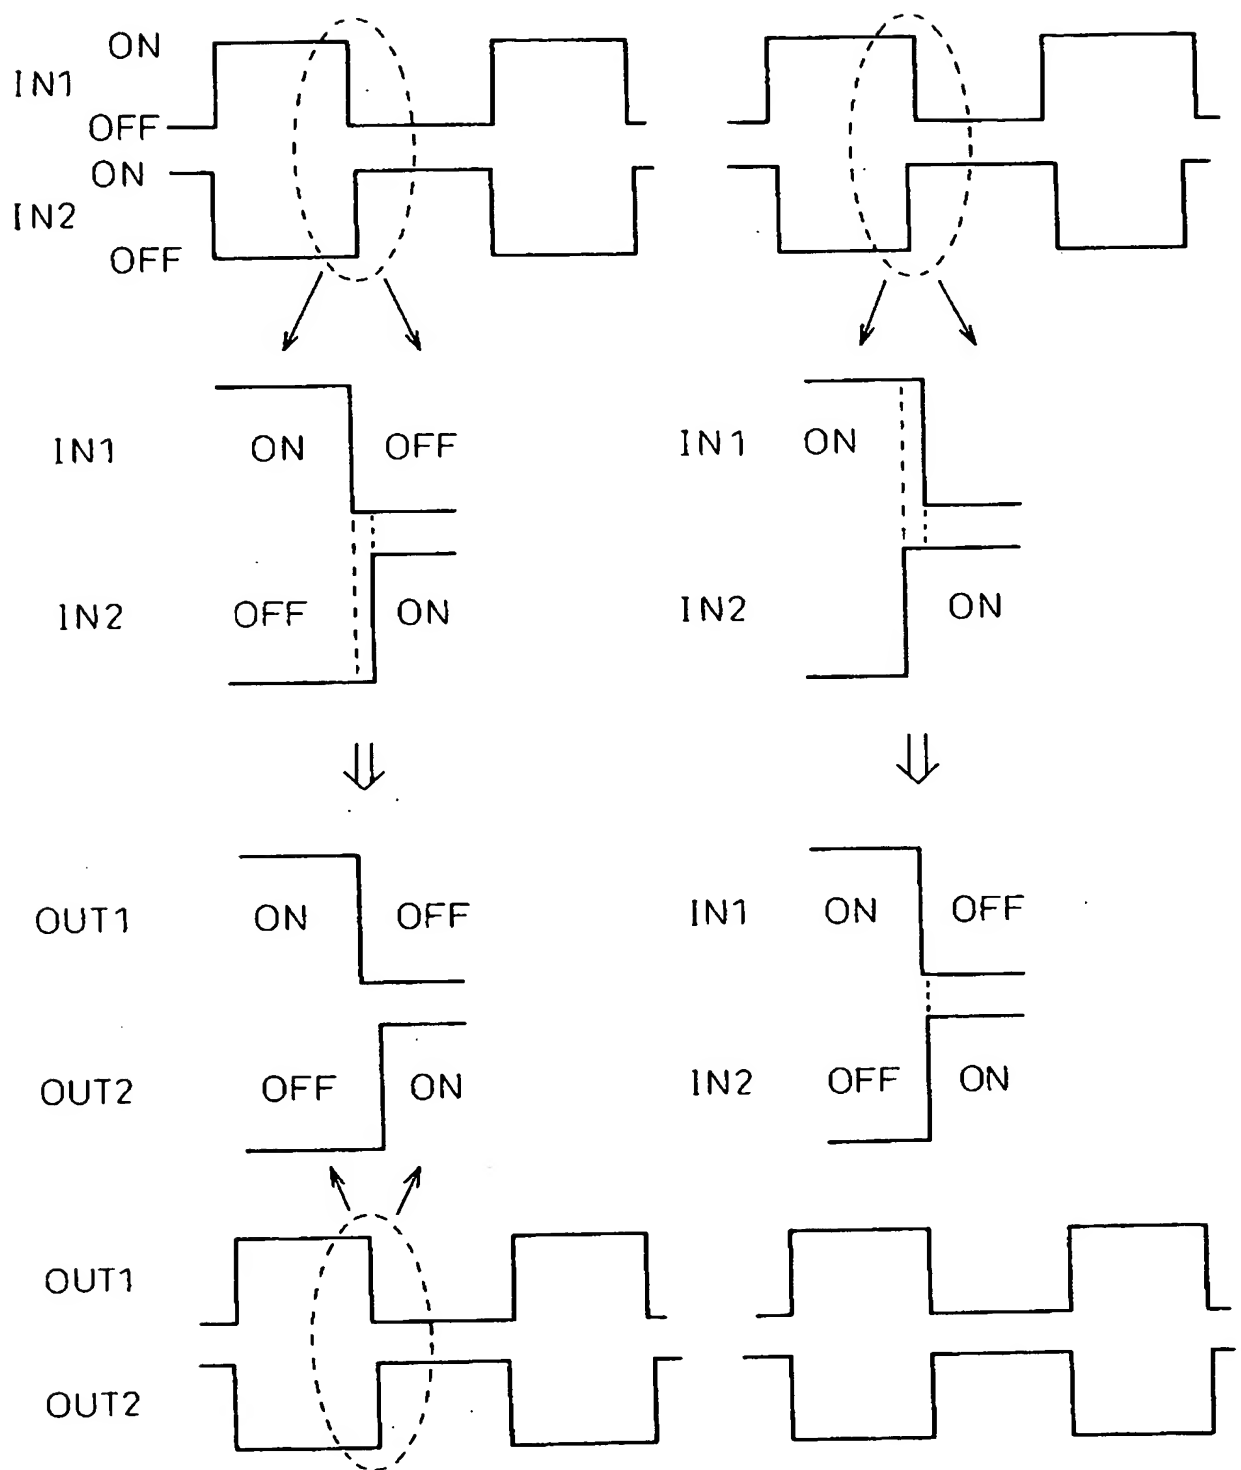 ON
IN1
OFF
ON
IN2
OFF
IN1 ON OFF
IN1 ON
IN2 OFF ON
IN2 ON
OUT1 ON OFF
IN1 ON OFF
OUT2 OFF ON
IN2 OFF ON
OUT1
OUT2